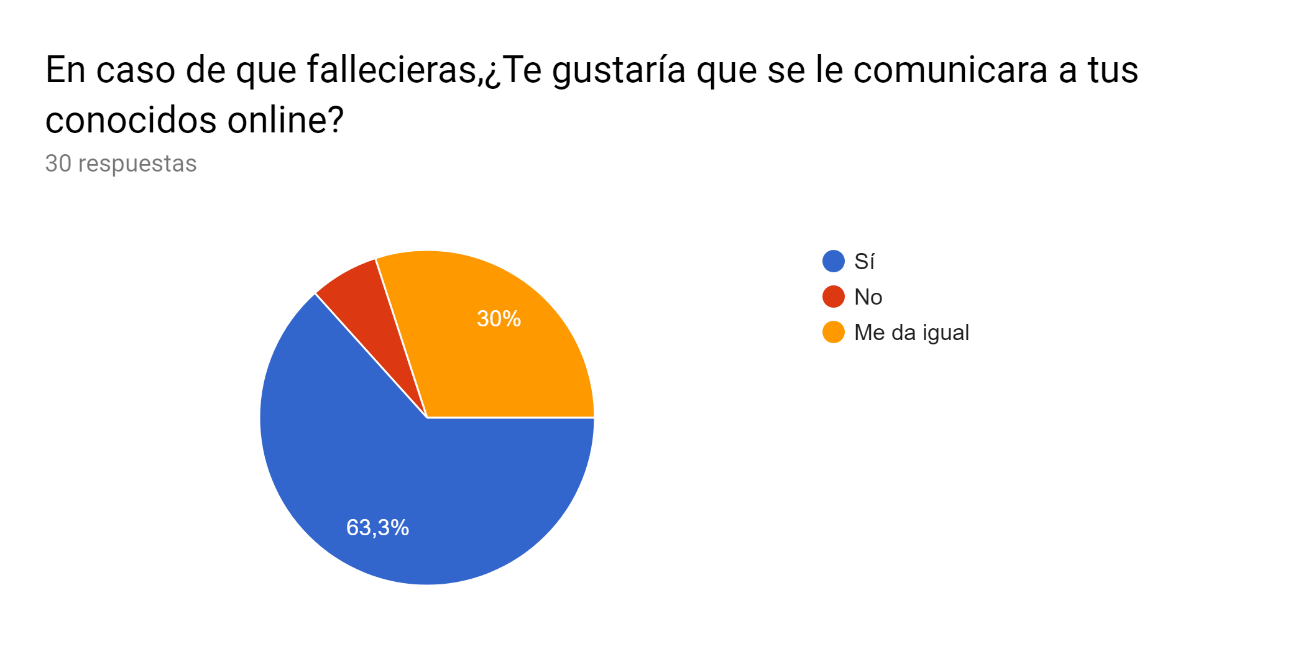 En caso de que fallecieras,¿Te gustaría que se le comunicara a tus
conocidos online?
30 respuestas
Sí
No
Me da igual
30%
63,3%